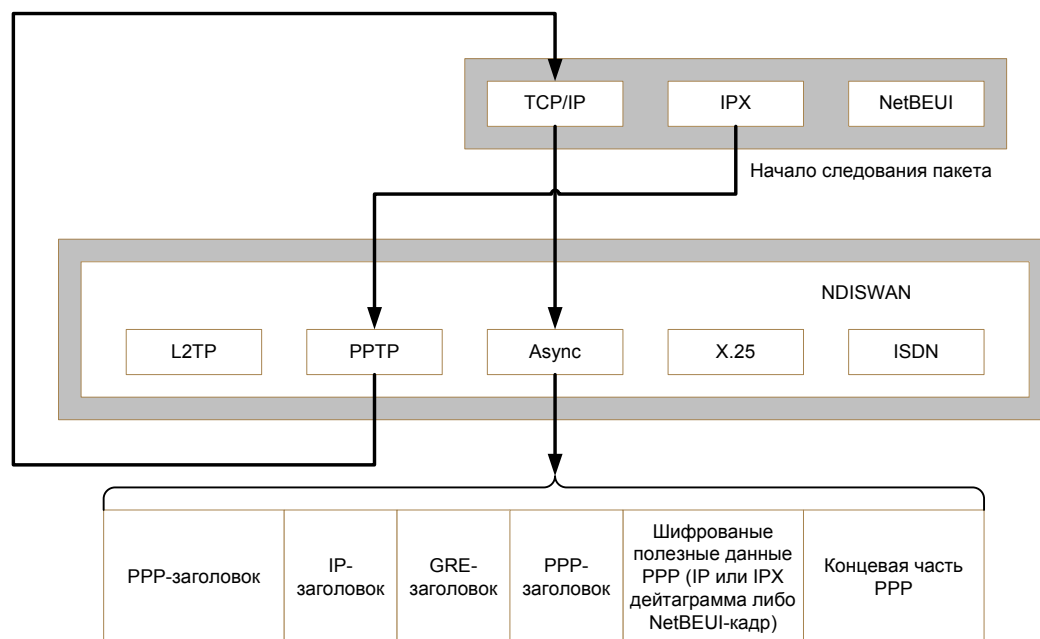 TCP/IP
IPX
NetBEUI
Начало следования пакета
NDISWAN
L2TP
PPTP
Async
X.25
ISDN
PPP-заголовок
IP-
заголовок
GRE-
заголовок
PPP-
заголовок
Шифрованые
полезные данные
PPP (IP или IPX
дейтаграмма либо
NetBEUI-кадр)
Концевая часть
PPP